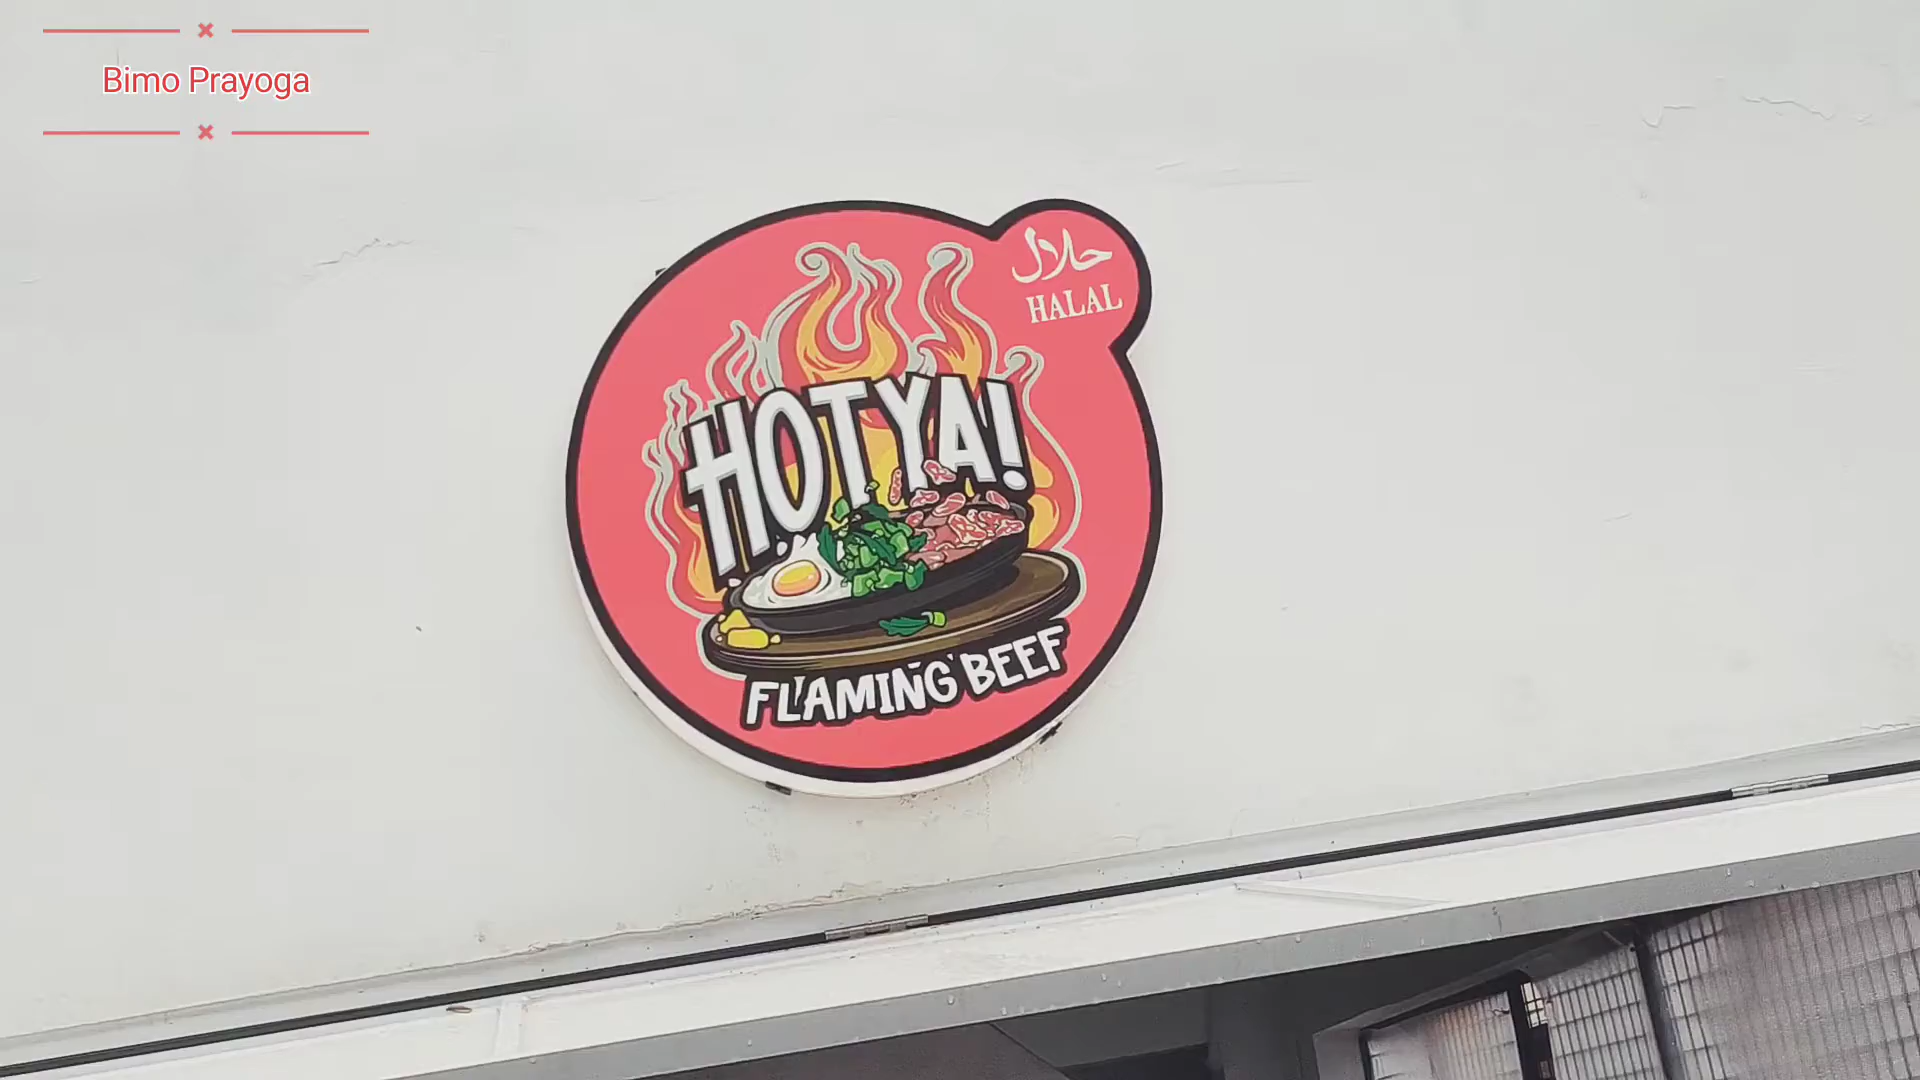 Bimo Prayoga
حلال
HALAL
HOTYA!
FLAMING BEEF